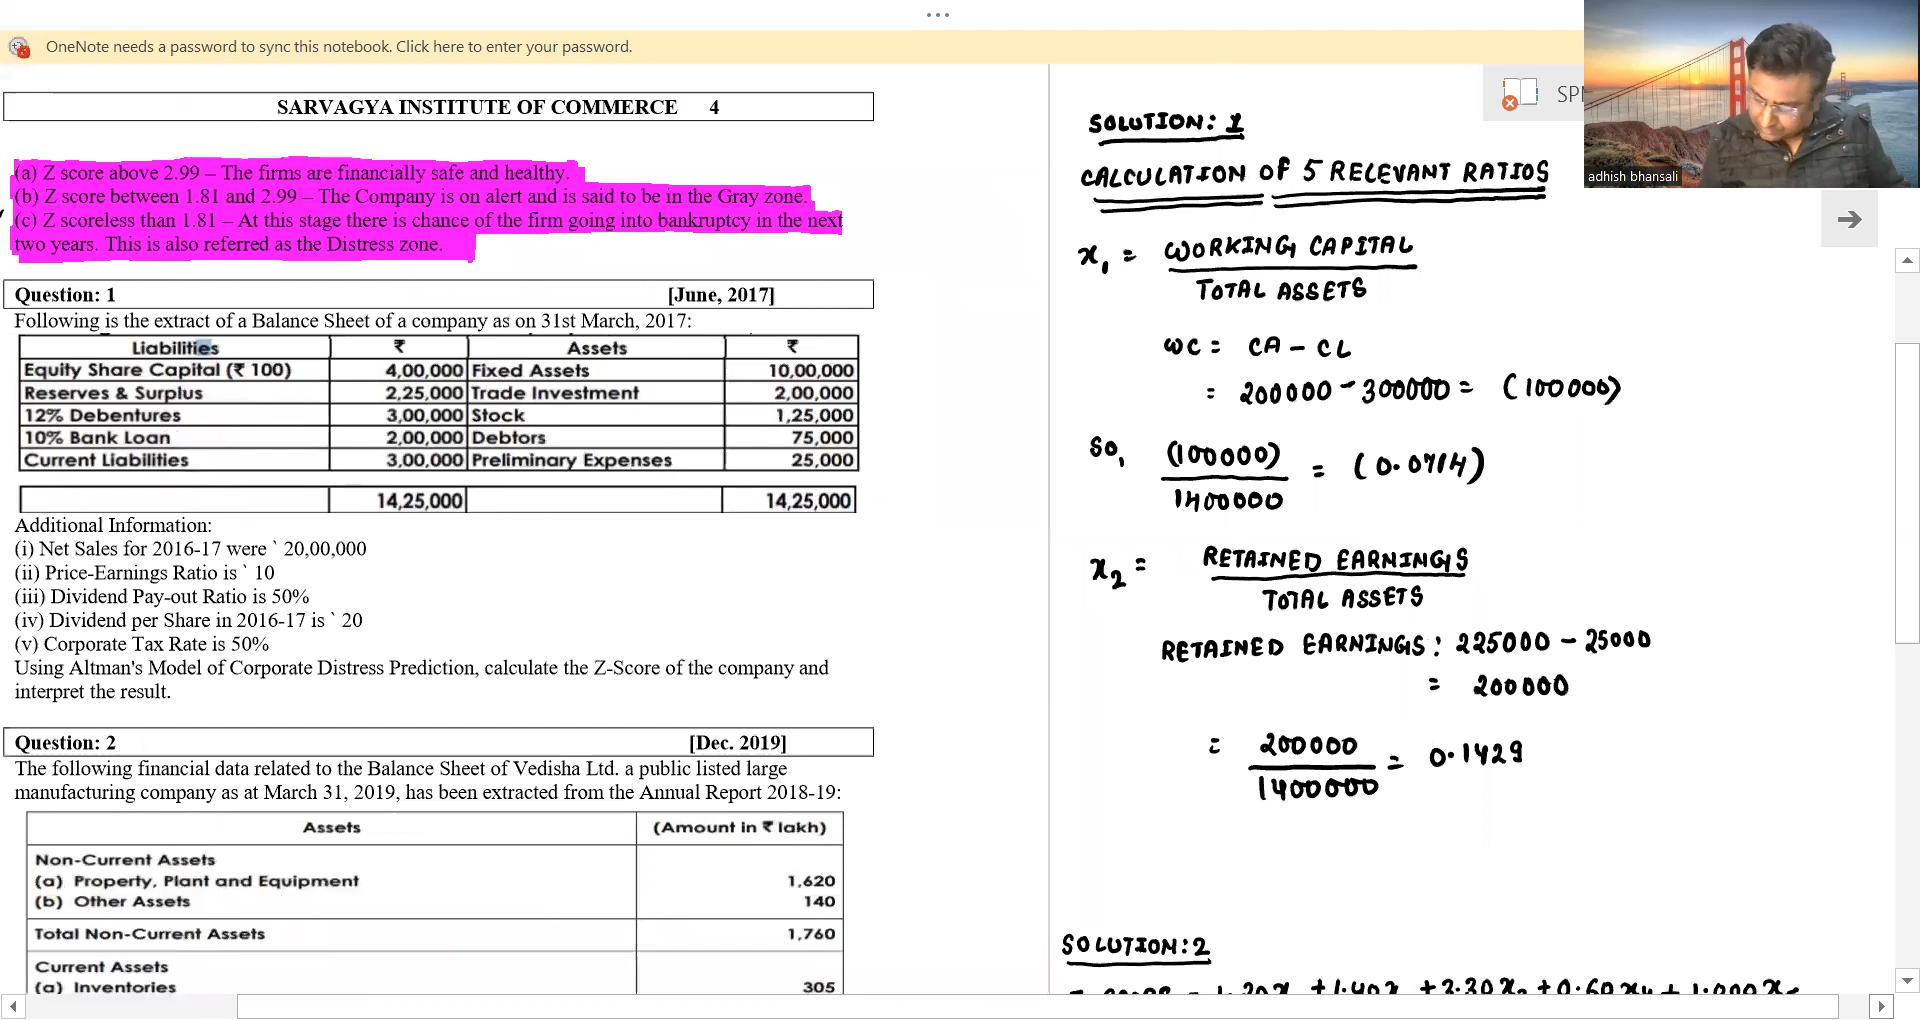 OneNote needs a password to sync this notebook. Click here to enter your password.
adhish bhansali
SARVAGYA INSTITUTE OF COMMERCE 4
(a) Z score above 2.99 – The firms are financially safe and healthy.
(b) Z score between 1.81 and 2.99 – The Company is on alert and is said to be in the Gray zone.
(c) Z scoreless than 1.81 – At this stage there is chance of the firm going into bankruptcy in the next
two years. This is also referred as the Distress zone.
Question: 1 [June, 2017]
Following is the extract of a Balance Sheet of a company as on 31st March, 2017:
Liabilities ₹ Assets ₹
Equity Share Capital (₹ 100) 4,00,000 Fixed Assets 10,00,000
Reserves & Surplus 2,25,000 Trade Investment 2,00,000
12% Debentures 3,00,000 Stock 1,25,000
10% Bank Loan 2,00,000 Debtors 75,000
Current Liabilities 3,00,000 Preliminary Expenses 25,000
14,25,000 14,25,000
Additional Information:
(i) Net Sales for 2016-17 were ` 20,00,000
(ii) Price-Earnings Ratio is ` 10
(iii) Dividend Pay-out Ratio is 50%
(iv) Dividend per Share in 2016-17 is ` 20
(v) Corporate Tax Rate is 50%
Using Altman's Model of Corporate Distress Prediction, calculate the Z-Score of the company and
interpret the result.
Question: 2 [Dec. 2019]
The following financial data related to the Balance Sheet of Vedisha Ltd. a public listed large
manufacturing company as at March 31, 2019, has been extracted from the Annual Report 2018-19:
Assets (Amount in ₹ lakh)
Non-Current Assets
(a) Property, Plant and Equipment 1,620
(b) Other Assets 140
Total Non-Current Assets 1,760
Current Assets
(a) Inventories 305
SOLUTION: 1
CALCULATION OF 5 RELEVANT RATIOS
x₁ = WORKING CAPITAL
TOTAL ASSETS
WC = CA - CL
= 200000 - 300000 = (100000)
SO, (100000) = (0.0714)
1400000
x₂ = RETAINED EARNINGS
TOTAL ASSETS
RETAINED EARNINGS: 225000 - 25000
= 200000
= 200000 = 0.1429
1400000
SOLUTION: 2